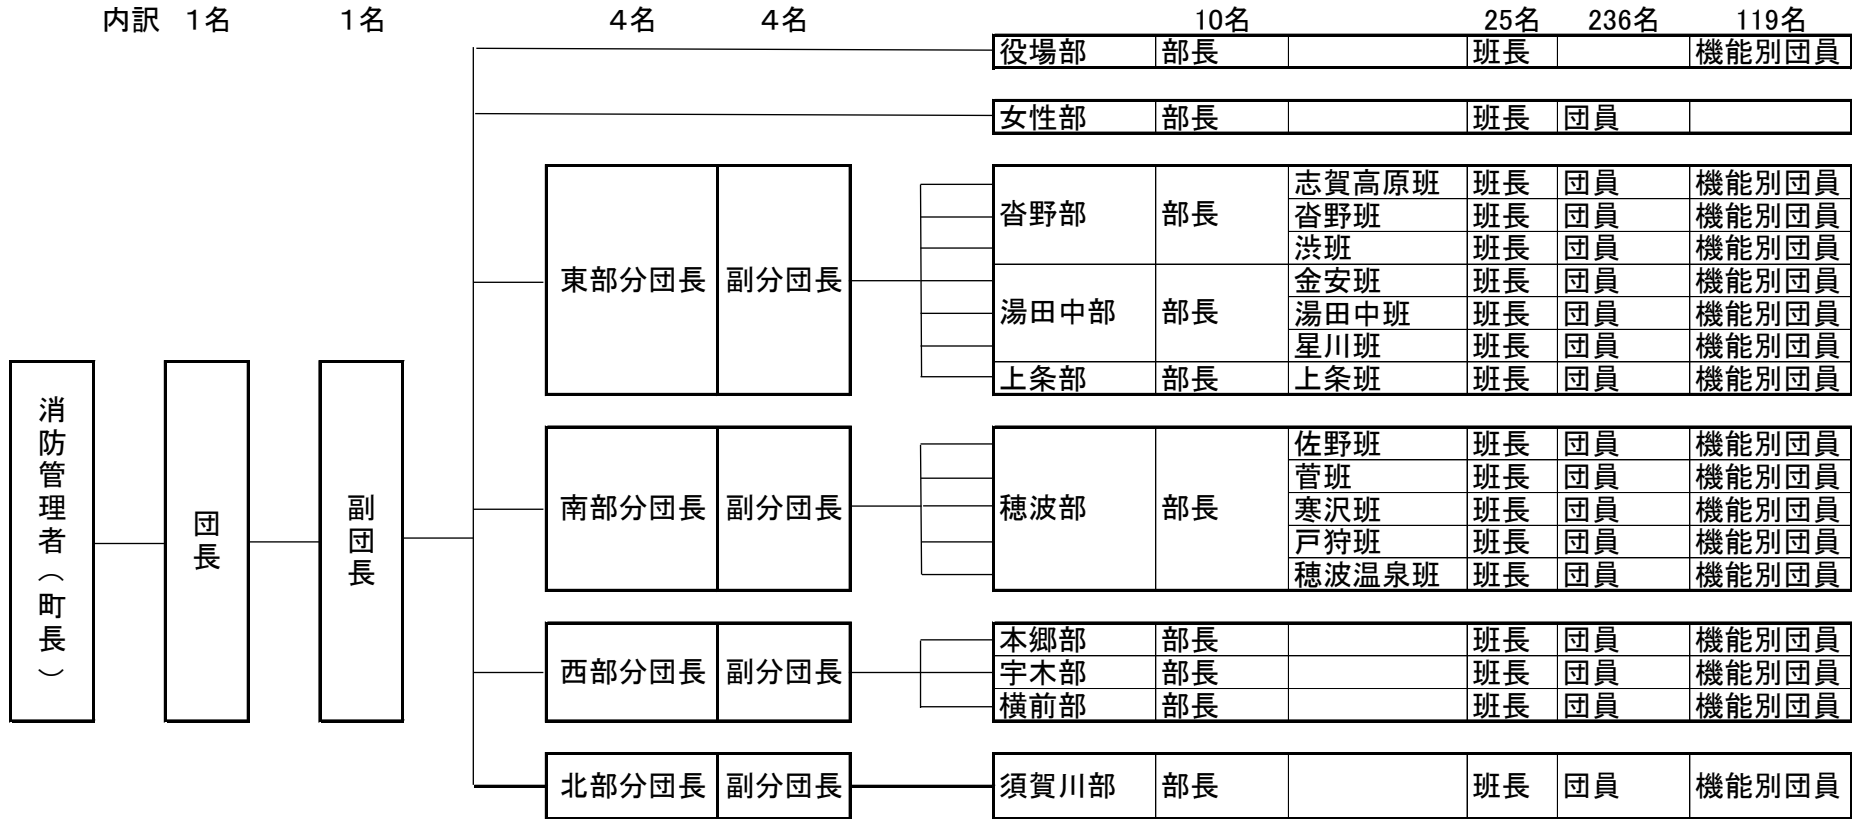 内訳 1名 1名 4名 4名 10名 25名 236名 119名
役場部 部長 班長 機能別団員
女性部 部長 班長 団員
東部分団長 副分団長
沓野部 部長 志賀高原班 班長 団員 機能別団員
沓野班 班長 団員 機能別団員
渋班 班長 団員 機能別団員
湯田中部 部長 金安班 班長 団員 機能別団員
湯田中班 班長 団員 機能別団員
星川班 班長 団員 機能別団員
上条部 部長 上条班 班長 団員 機能別団員
消防管理者（町長）
団長
副団長
南部分団長 副分団長
穂波部 部長 佐野班 班長 団員 機能別団員
菅班 班長 団員 機能別団員
寒沢班 班長 団員 機能別団員
戸狩班 班長 団員 機能別団員
穂波温泉班 班長 団員 機能別団員
西部分団長 副分団長
本郷部 部長 班長 団員 機能別団員
宇木部 部長 班長 団員 機能別団員
横前部 部長 班長 団員 機能別団員
北部分団長 副分団長 須賀川部 部長 班長 団員 機能別団員